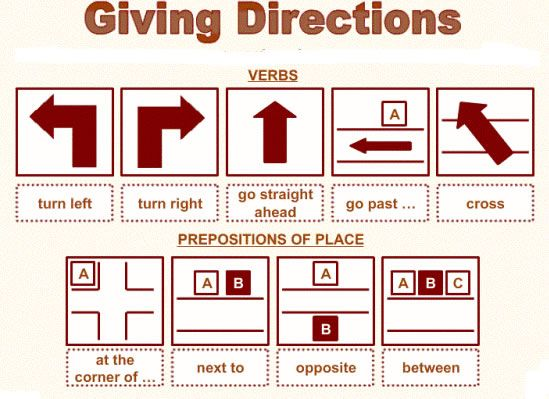 Giving Directions
VERBS
A
turn left
turn right
go straight
ahead
go past ...
cross
PREPOSITIONS OF PLACE
A
A B
A
B
A B C
at the
corner of ...
next to
opposite
between